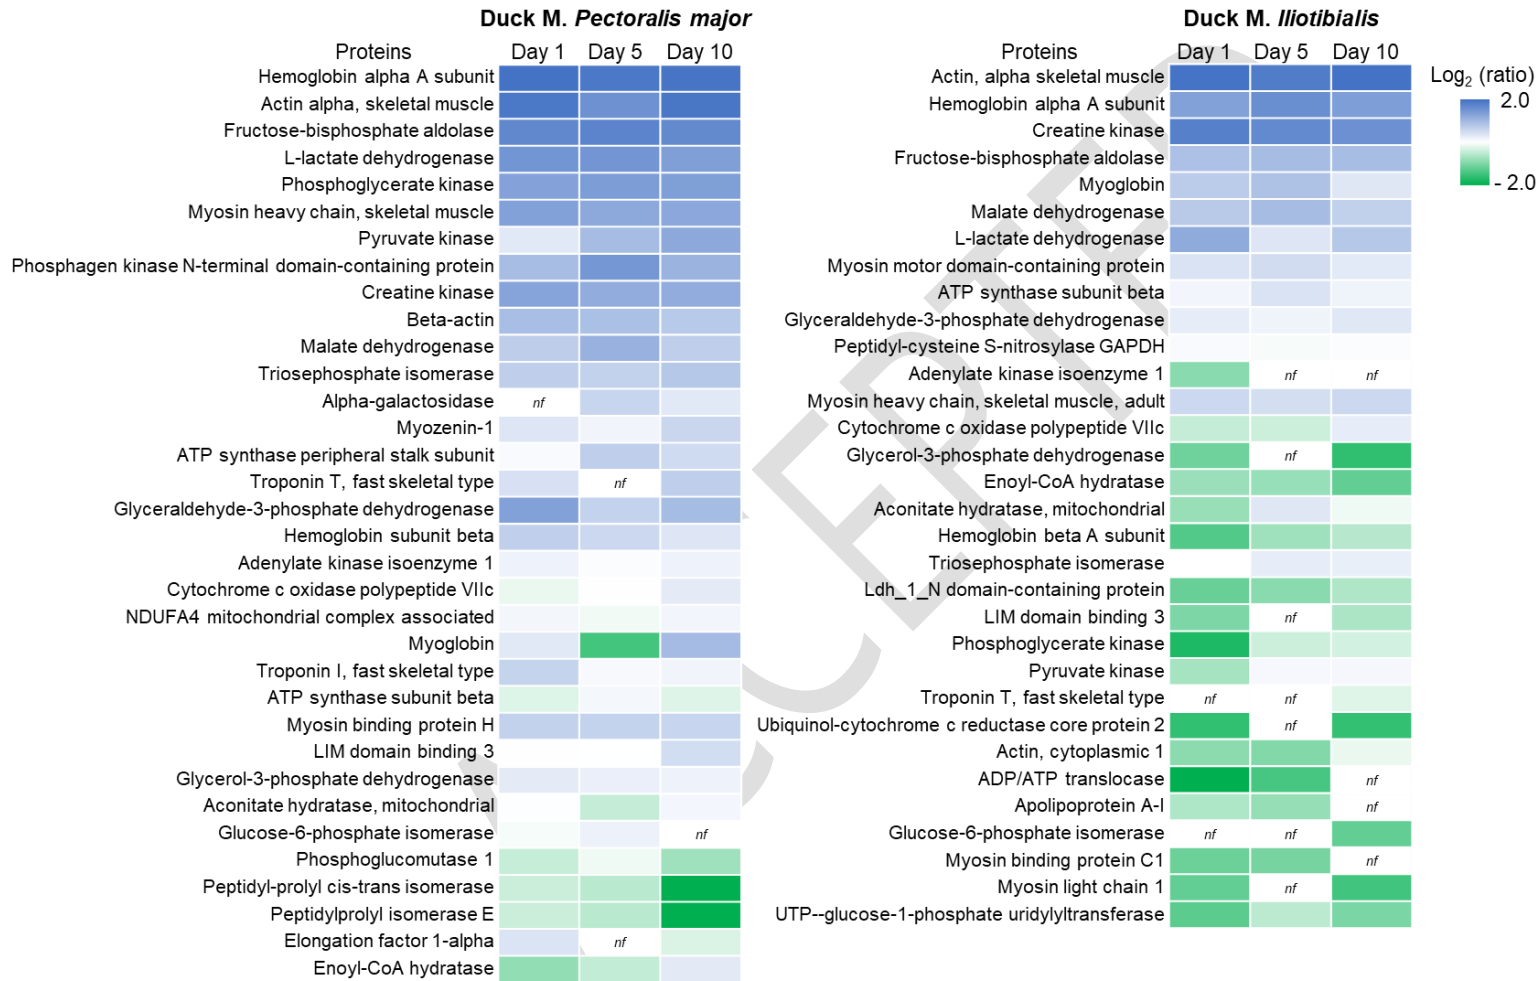 Duck M. Pectoralis major
Proteins Day 1 Day 5 Day 10
Hemoglobin alpha A subunit
Actin alpha, skeletal muscle
Fructose-bisphosphate aldolase
L-lactate dehydrogenase
Phosphoglycerate kinase
Myosin heavy chain, skeletal muscle
Pyruvate kinase
Phosphagen kinase N-terminal domain-containing protein
Creatine kinase
Beta-actin
Malate dehydrogenase
Triosephosphate isomerase
Alpha-galactosidase nf
Myozenin-1
ATP synthase peripheral stalk subunit
Troponin T, fast skeletal type nf
Glyceraldehyde-3-phosphate dehydrogenase
Hemoglobin subunit beta
Adenylate kinase isoenzyme 1
Cytochrome c oxidase polypeptide VIIc
NDUFA4 mitochondrial complex associated
Myoglobin
Troponin I, fast skeletal type
ATP synthase subunit beta
Myosin binding protein H
LIM domain binding 3
Glycerol-3-phosphate dehydrogenase
Aconitate hydratase, mitochondrial
Glucose-6-phosphate isomerase nf
Phosphoglucomutase 1
Peptidyl-prolyl cis-trans isomerase
Peptidylprolyl isomerase E
Elongation factor 1-alpha nf
Enoyl-CoA hydratase
Duck M. Iliotibialis
Proteins Day 1 Day 5 Day 10
Actin, alpha skeletal muscle
Hemoglobin alpha A subunit
Creatine kinase
Fructose-bisphosphate aldolase
Myoglobin
Malate dehydrogenase
L-lactate dehydrogenase
Myosin motor domain-containing protein
ATP synthase subunit beta
Glyceraldehyde-3-phosphate dehydrogenase
Peptidyl-cysteine S-nitrosylase GAPDH
Adenylate kinase isoenzyme 1 nf nf
Myosin heavy chain, skeletal muscle, adult
Cytochrome c oxidase polypeptide VIIc
Glycerol-3-phosphate dehydrogenase nf
Enoyl-CoA hydratase
Aconitate hydratase, mitochondrial
Hemoglobin beta A subunit
Triosephosphate isomerase
Ldh_1_N domain-containing protein
LIM domain binding 3 nf
Phosphoglycerate kinase
Pyruvate kinase
Troponin T, fast skeletal type nf nf
Ubiquinol-cytochrome c reductase core protein 2 nf
Actin, cytoplasmic 1
ADP/ATP translocase nf
Apolipoprotein A-I nf
Glucose-6-phosphate isomerase nf nf
Myosin binding protein C1 nf
Myosin light chain 1 nf
UTP--glucose-1-phosphate uridylyltransferase
Log2 (ratio)
2.0
- 2.0